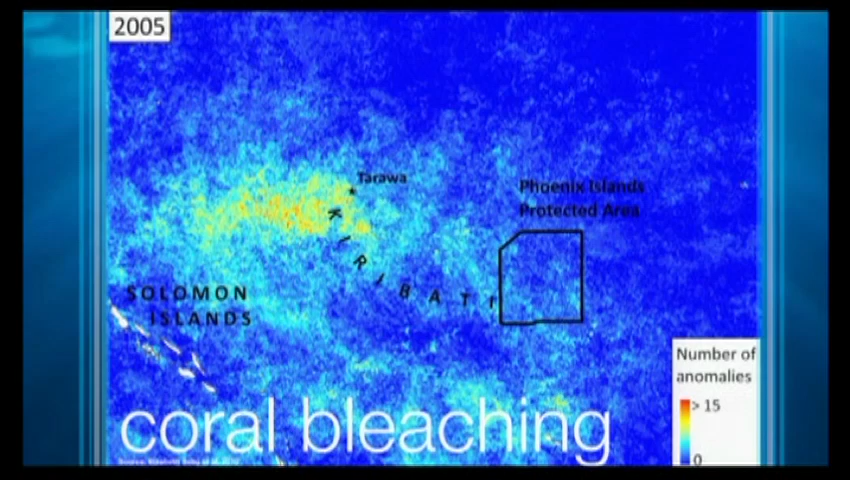 2005
Tarawa
Phoenix Islands
Protected Area
KIRIBATI
SOLOMON
ISLANDS
Number of
anomalies
> 15
0
coral bleaching